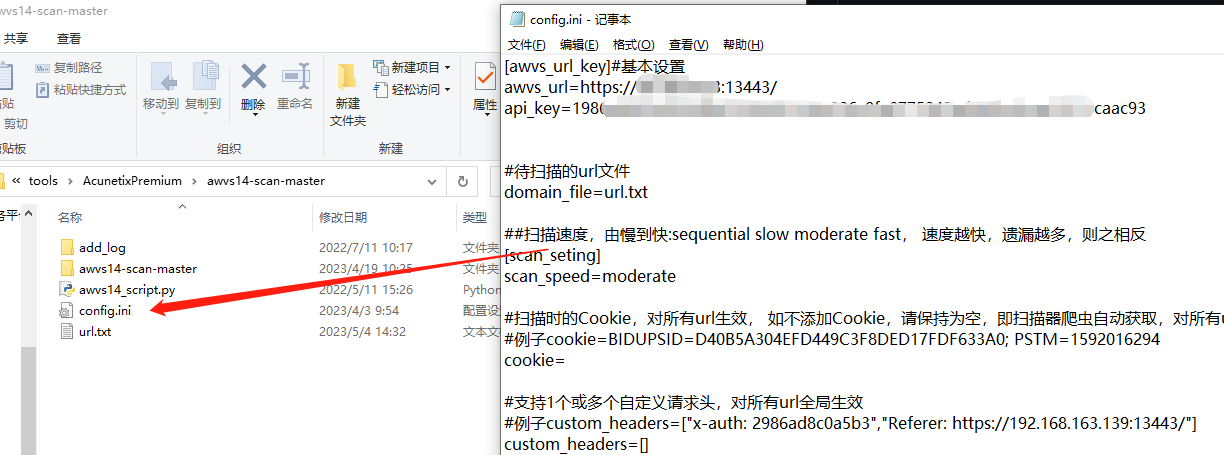 wvs14-scan-master
共享 查看
复制路径
粘贴快捷方式
剪切
移动到 复制到 删除 重命名
新建
文件夹
新建项目
轻松访问
属性
组织 新建
« tools > AcunetixPremium > awvs14-scan-master
名称 修改日期 类型
add_log 2022/7/11 10:17 文件夹
awvs14-scan-master 2023/4/19 10:25 文件夹
awvs14_script.py 2022/5/11 15:26 Python
config.ini 2023/4/3 9:54 配置设
url.txt 2023/5/4 14:32 文本文
config.ini - 记事本
文件(F) 编辑(E) 格式(O) 查看(V) 帮助(H)
[awvs_url_key]#基本设置
awvs_url=https:// :13443/
api_key=1980 caac93
#待扫描的url文件
domain_file=url.txt
##扫描速度，由慢到快:sequential slow moderate fast， 速度越快，遗漏越多，则之相反
[scan_seting]
scan_speed=moderate
#扫描时的Cookie，对所有url生效， 如不添加Cookie，请保持为空，即扫描器爬虫自动获取，对所有u
#例子cookie=BIDUPSID=D40B5A304EFD449C3F8DED17FDF633A0; PSTM=1592016294
cookie=
#支持1个或多个自定义请求头，对所有url全局生效
#例子custom_headers=["x-auth: 2986ad8c0a5b3","Referer: https://192.168.163.139:13443/"]
custom_headers=[]